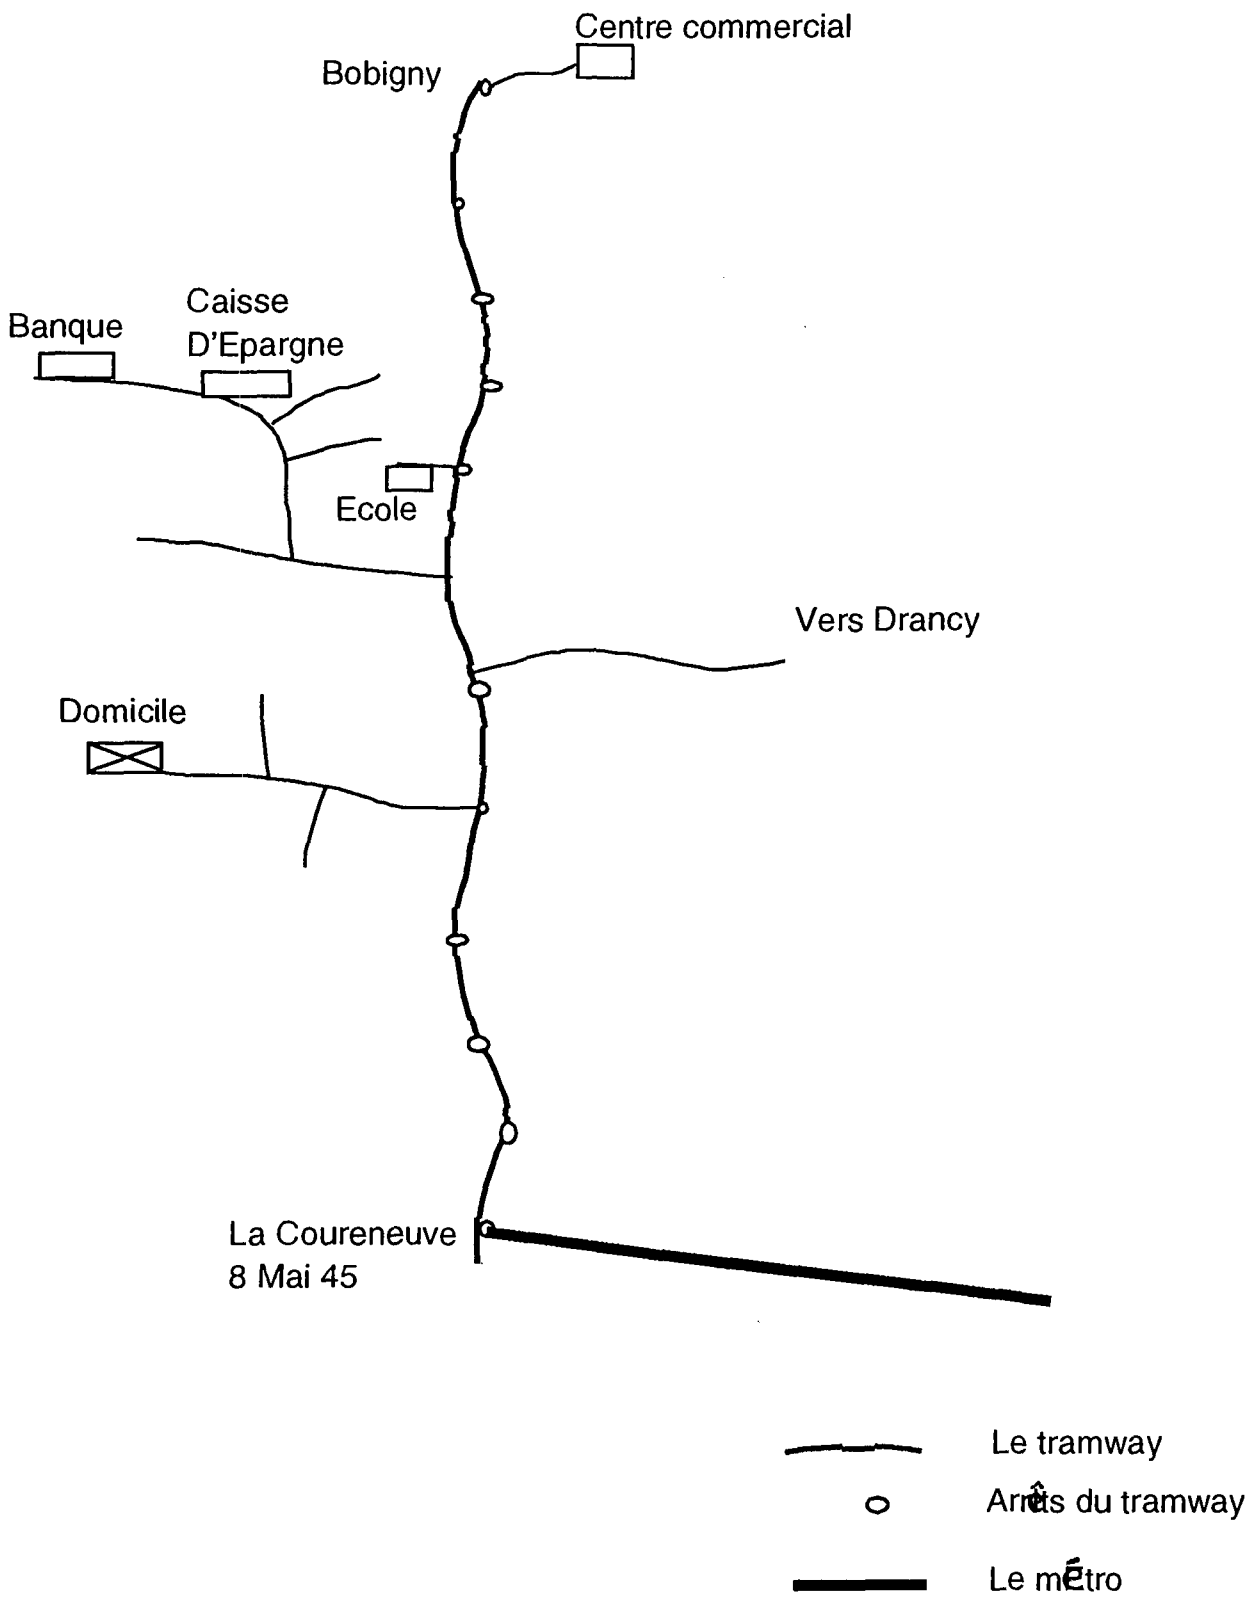 Centre commercial
Bobigny
Caisse
D'Epargne
Banque
Ecole
Vers Drancy
Domicile
La Coureneuve
8 Mai 45
Le tramway
Arrêts du tramway
Le métro